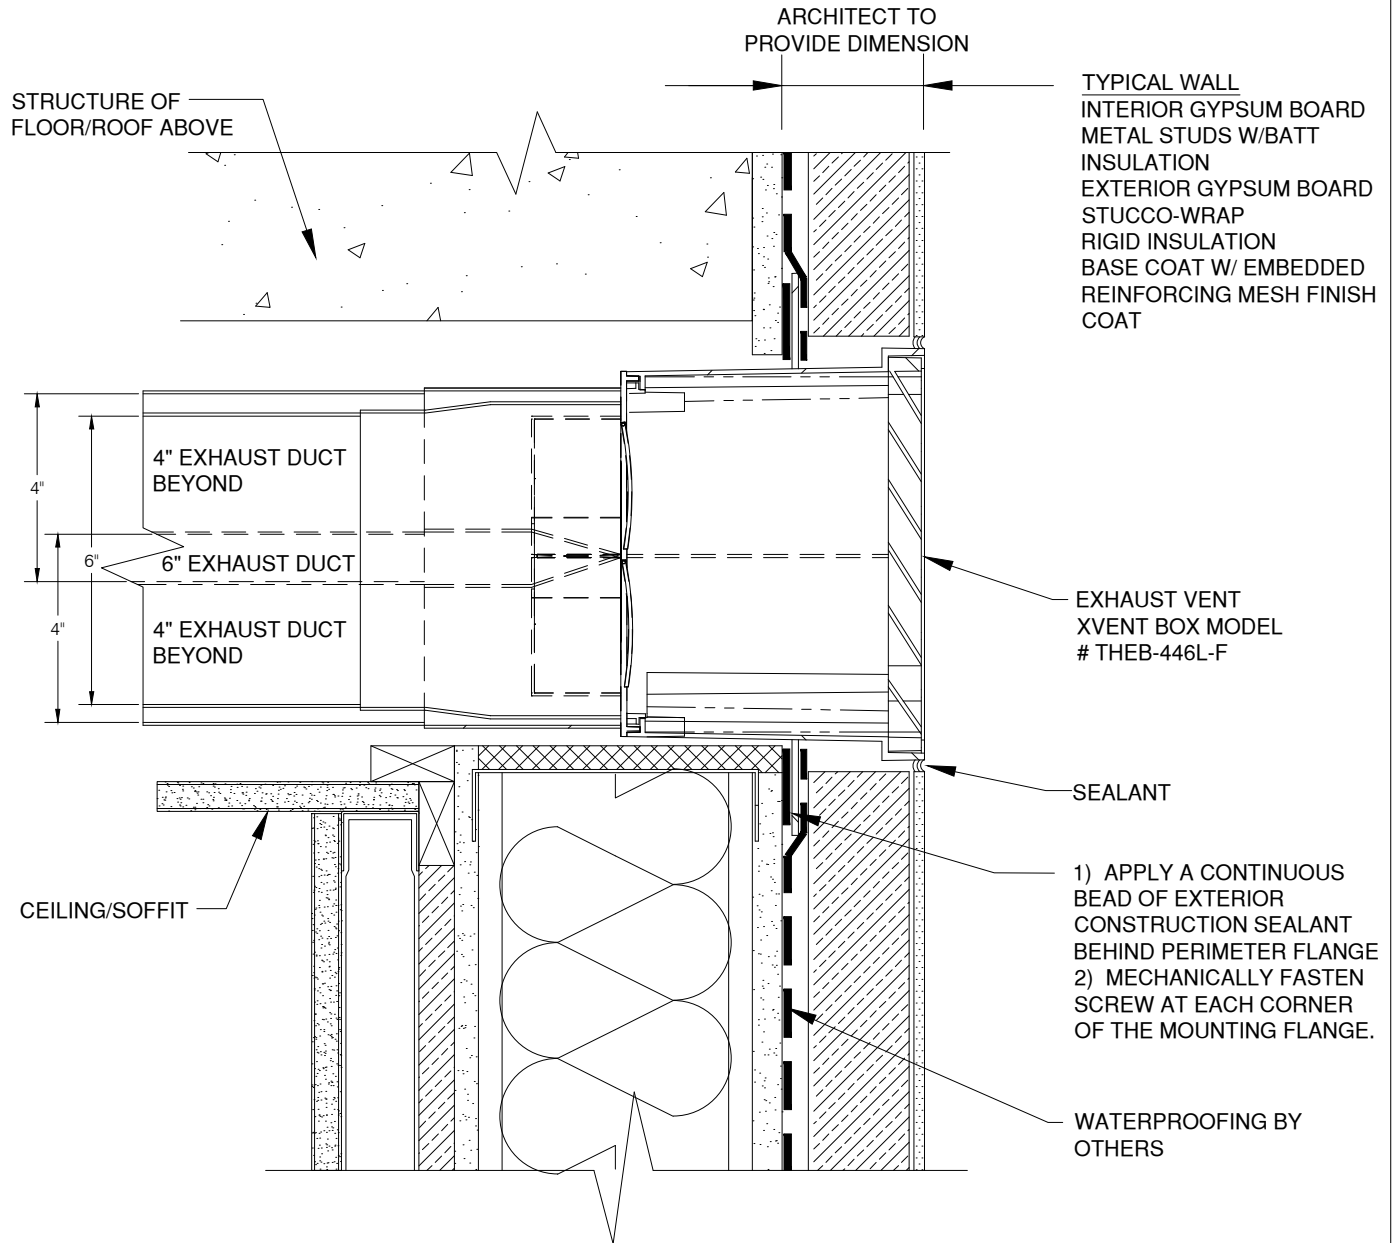 ARCHITECT TO
PROVIDE DIMENSION
STRUCTURE OF
FLOOR/ROOF ABOVE
TYPICAL WALL
INTERIOR GYPSUM BOARD
METAL STUDS W/BATT
INSULATION
EXTERIOR GYPSUM BOARD
STUCCO-WRAP
RIGID INSULATION
BASE COAT W/ EMBEDDED
REINFORCING MESH FINISH
COAT
4" EXHAUST DUCT
BEYOND
4"
6"
6" EXHAUST DUCT
4"
4" EXHAUST DUCT
BEYOND
EXHAUST VENT
XVENT BOX MODEL
# THEB-446L-F
SEALANT
CEILING/SOFFIT
1) APPLY A CONTINUOUS
BEAD OF EXTERIOR
CONSTRUCTION SEALANT
BEHIND PERIMETER FLANGE
2) MECHANICALLY FASTEN
SCREW AT EACH CORNER
OF THE MOUNTING FLANGE.
WATERPROOFING BY
OTHERS